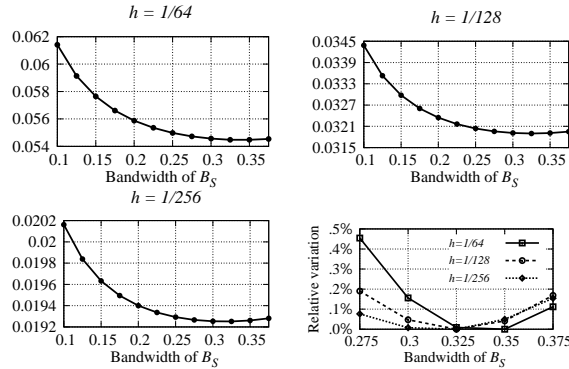 h = 1/64
0.062
0.06
0.058
0.056
0.054
0.1 0.15 0.2 0.25 0.3 0.35
Bandwidth of B_S
h = 1/128
0.0345
0.0339
0.0333
0.0327
0.0321
0.0315
0.1 0.15 0.2 0.25 0.3 0.35
Bandwidth of B_S
h = 1/256
0.0202
0.02
0.0198
0.0196
0.0194
0.0192
0.1 0.15 0.2 0.25 0.3 0.35
Bandwidth of B_S
Relative variation
.5%
.4%
.3%
.2%
.1%
.0%
h=1/64
h=1/128
h=1/256
0.275 0.3 0.325 0.35 0.375
Bandwidth of B_S